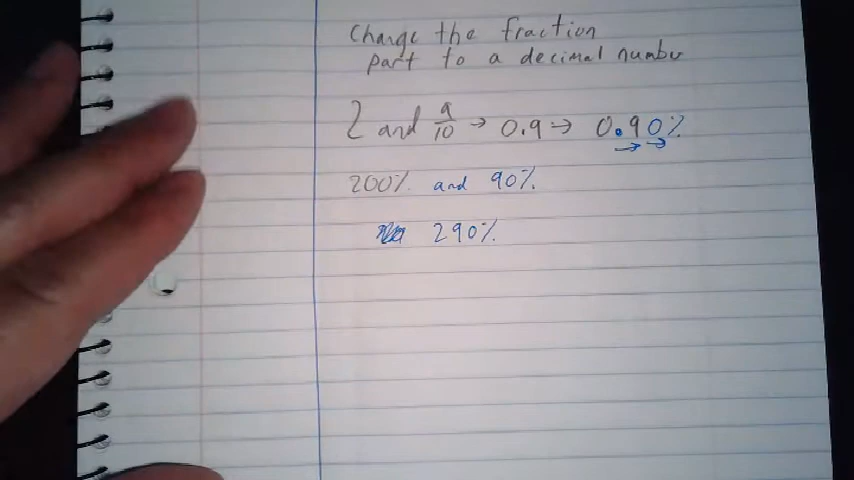 Change the fraction
part to a decimal number
2 and 9/10 → 0.9 → 0.90%
200% and 90%
290%